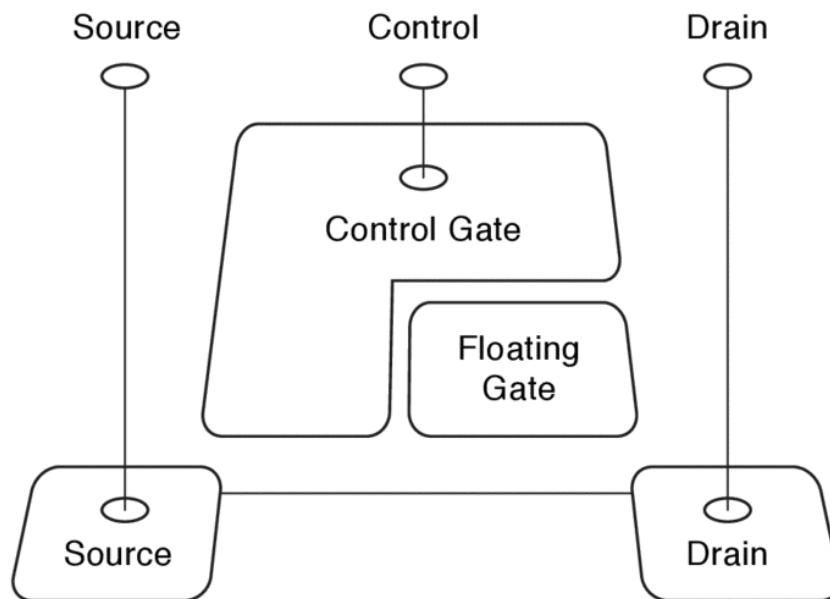 Source
Control
Drain
Control Gate
Floating
Gate
Source
Drain